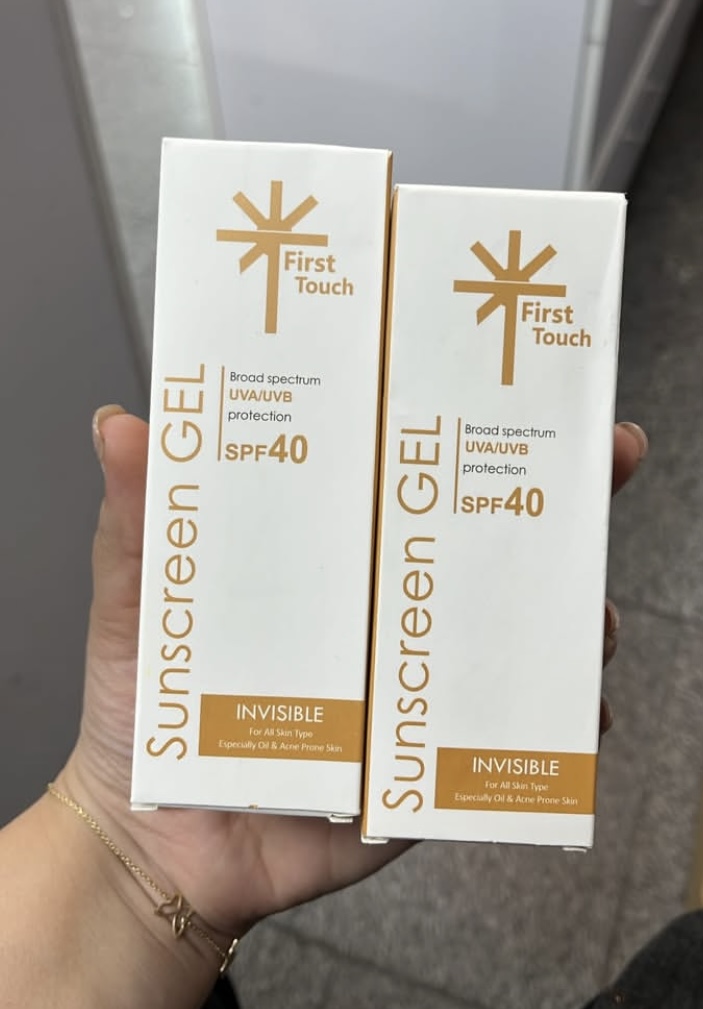 First
Touch
Broad spectrum
UVA/UVB
protection
SPF40
Sunscreen GEL
INVISIBLE
For All Skin Type
Especially Oil & Acne Prone Skin
First
Touch
Broad spectrum
UVA/UVB
protection
SPF40
Sunscreen GEL
INVISIBLE
For All Skin Type
Especially Oil & Acne Prone Skin